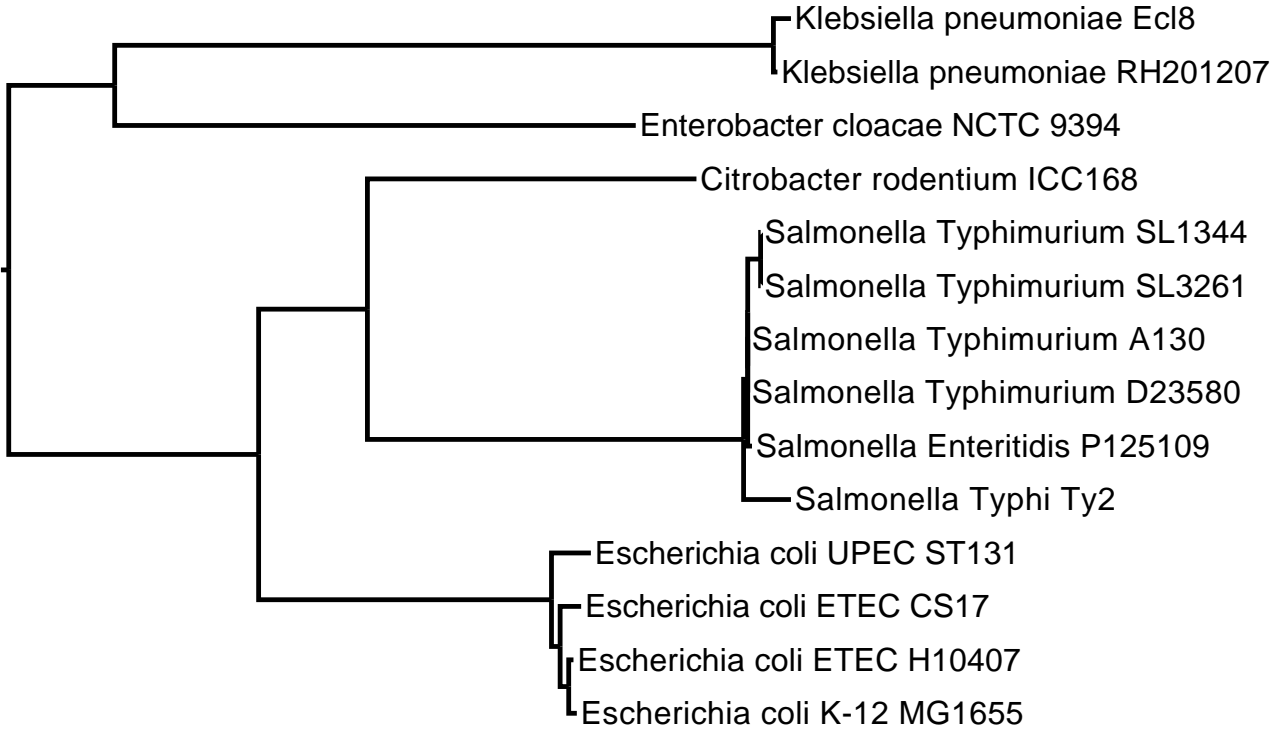 Klebsiella pneumoniae Ecl8
Klebsiella pneumoniae RH201207
Enterobacter cloacae NCTC 9394
Citrobacter rodentium ICC168
Salmonella Typhimurium SL1344
Salmonella Typhimurium SL3261
Salmonella Typhimurium A130
Salmonella Typhimurium D23580
Salmonella Enteritidis P125109
Salmonella Typhi Ty2
Escherichia coli UPEC ST131
Escherichia coli ETEC CS17
Escherichia coli ETEC H10407
Escherichia coli K-12 MG1655